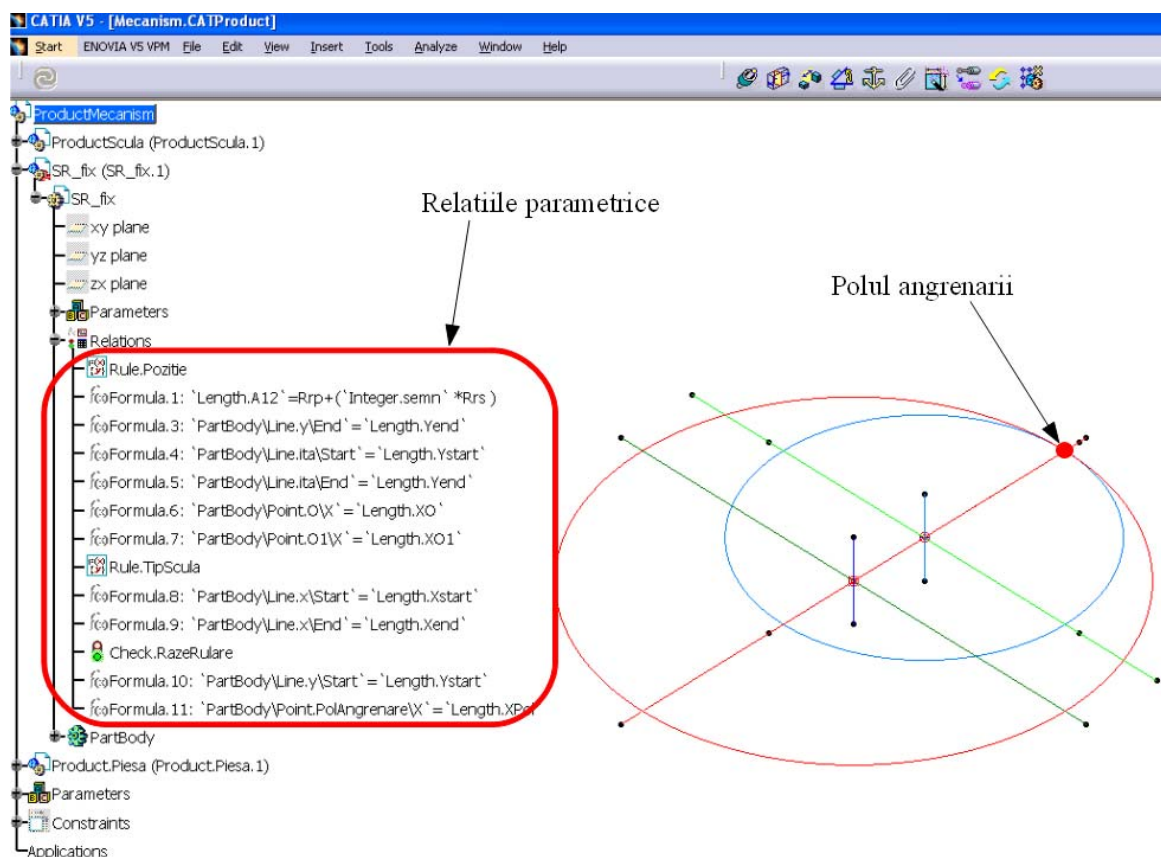 CATIA V5 - [Mecanism.CATProduct]
Start ENOVIA V5 VPM File Edit View Insert Tools Analyze Window Help
ProductMecanism
ProductScula (ProductScula.1)
SR_fix (SR_fix.1)
SR_fix
xy plane
yz plane
zx plane
Parameters
Relations
Rule.Pozitie
Formula.1: `Length.A12`=Rrp+(`Integer.semn` *Rrs )
Formula.3: `PartBody\Line.y\End`=`Length.Yend`
Formula.4: `PartBody\Line.ita\Start`=`Length.Ystart`
Formula.5: `PartBody\Line.ita\End`=`Length.Yend`
Formula.6: `PartBody\Point.O\X`=`Length.XO`
Formula.7: `PartBody\Point.O1\X`=`Length.XO1`
Rule.TipScula
Formula.8: `PartBody\Line.x\Start`=`Length.Xstart`
Formula.9: `PartBody\Line.x\End`=`Length.Xend`
Check.RazeRulare
Formula.10: `PartBody\Line.y\Start`=`Length.Ystart`
Formula.11: `PartBody\Point.PolAngrenare\X`=`Length.XPol
PartBody
Product.Piesa (Product.Piesa.1)
Parameters
Constraints
Applications
Relatiile parametrice
Polul angrenarii